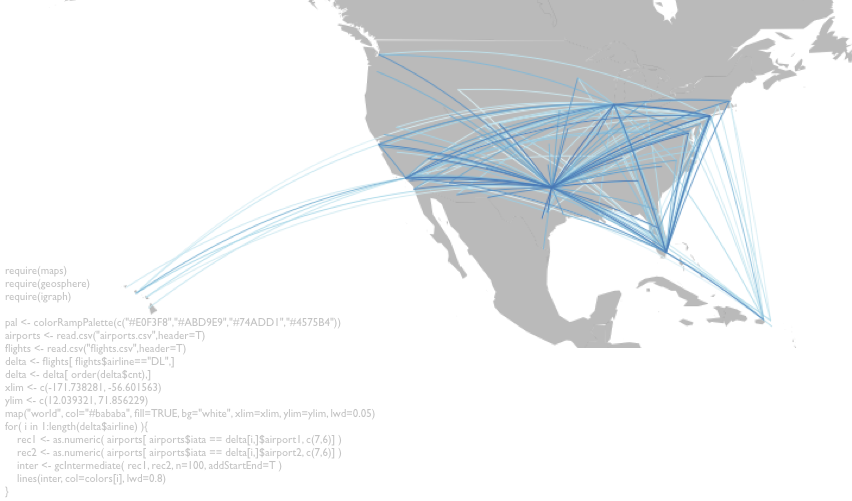 require(maps)
require(geosphere)
require(igraph)
pal <- colorRampPalette(c("#E0F3F8","#ABD9E9","#74ADD1","#4575B4"))
airports <- read.csv("airports.csv",header=T)
flights <- read.csv("flights.csv",header=T)
delta <- flights[ flights$airline=="DL",]
delta <- delta[ order(delta$cnt),]
xlim <- c(-171.738281, -56.601563)
ylim <- c(12.039321, 71.856229)
map("world", col="#bababa", fill=TRUE, bg="white", xlim=xlim, ylim=ylim, lwd=0.05)
for( i in 1:length(delta$airline) ){
rec1 <- as.numeric( airports[ airports$iata == delta[i,]$airport1, c(7,6)] )
rec2 <- as.numeric( airports[ airports$iata == delta[i,]$airport2, c(7,6)] )
inter <- gcIntermediate( rec1, rec2, n=100, addStartEnd=T )
lines(inter, col=colors[i], lwd=0.8)
}